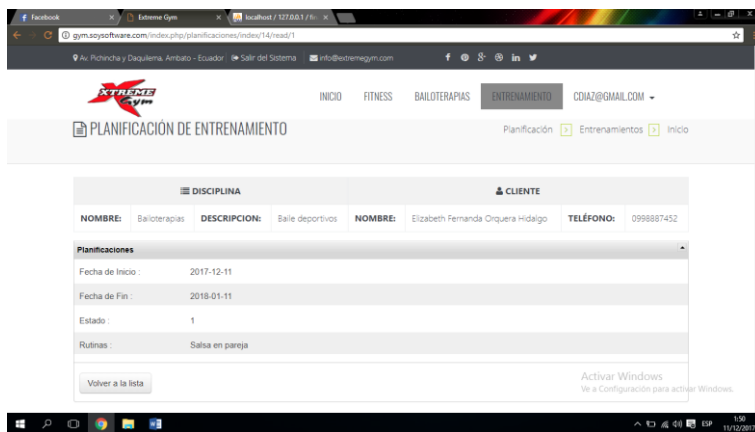 Facebook
Extreme Gym
localhost / 127.0.0.1 / fi
gym.soysoftware.com/index.php/planificaciones/index/14/read/1
Av. Pichincha y Daquilema, Ambato - Ecuador Salir del Sistema info@extremegym.com
XTREME Gym
INICIO FITNESS BAILOTERAPIAS ENTRENAMIENTO CDIAZ@GMAIL.COM
PLANIFICACIÓN DE ENTRENAMIENTO
Planificación Entrenamientos Inicio
DISCIPLINA CLIENTE
NOMBRE: Bailoterapias DESCRIPCION: Baile deportivos NOMBRE: Elizabeth Fernanda Orquera Hidalgo TELÉFONO: 0998887452
Planificaciones
Fecha de Inicio : 2017-12-11
Fecha de Fin : 2018-01-11
Estado : 1
Rutinas : Salsa en pareja
Volver a la lista
Activar Windows
Ve a Configuración para activar Windows.
ESP
1:50
11/12/2017